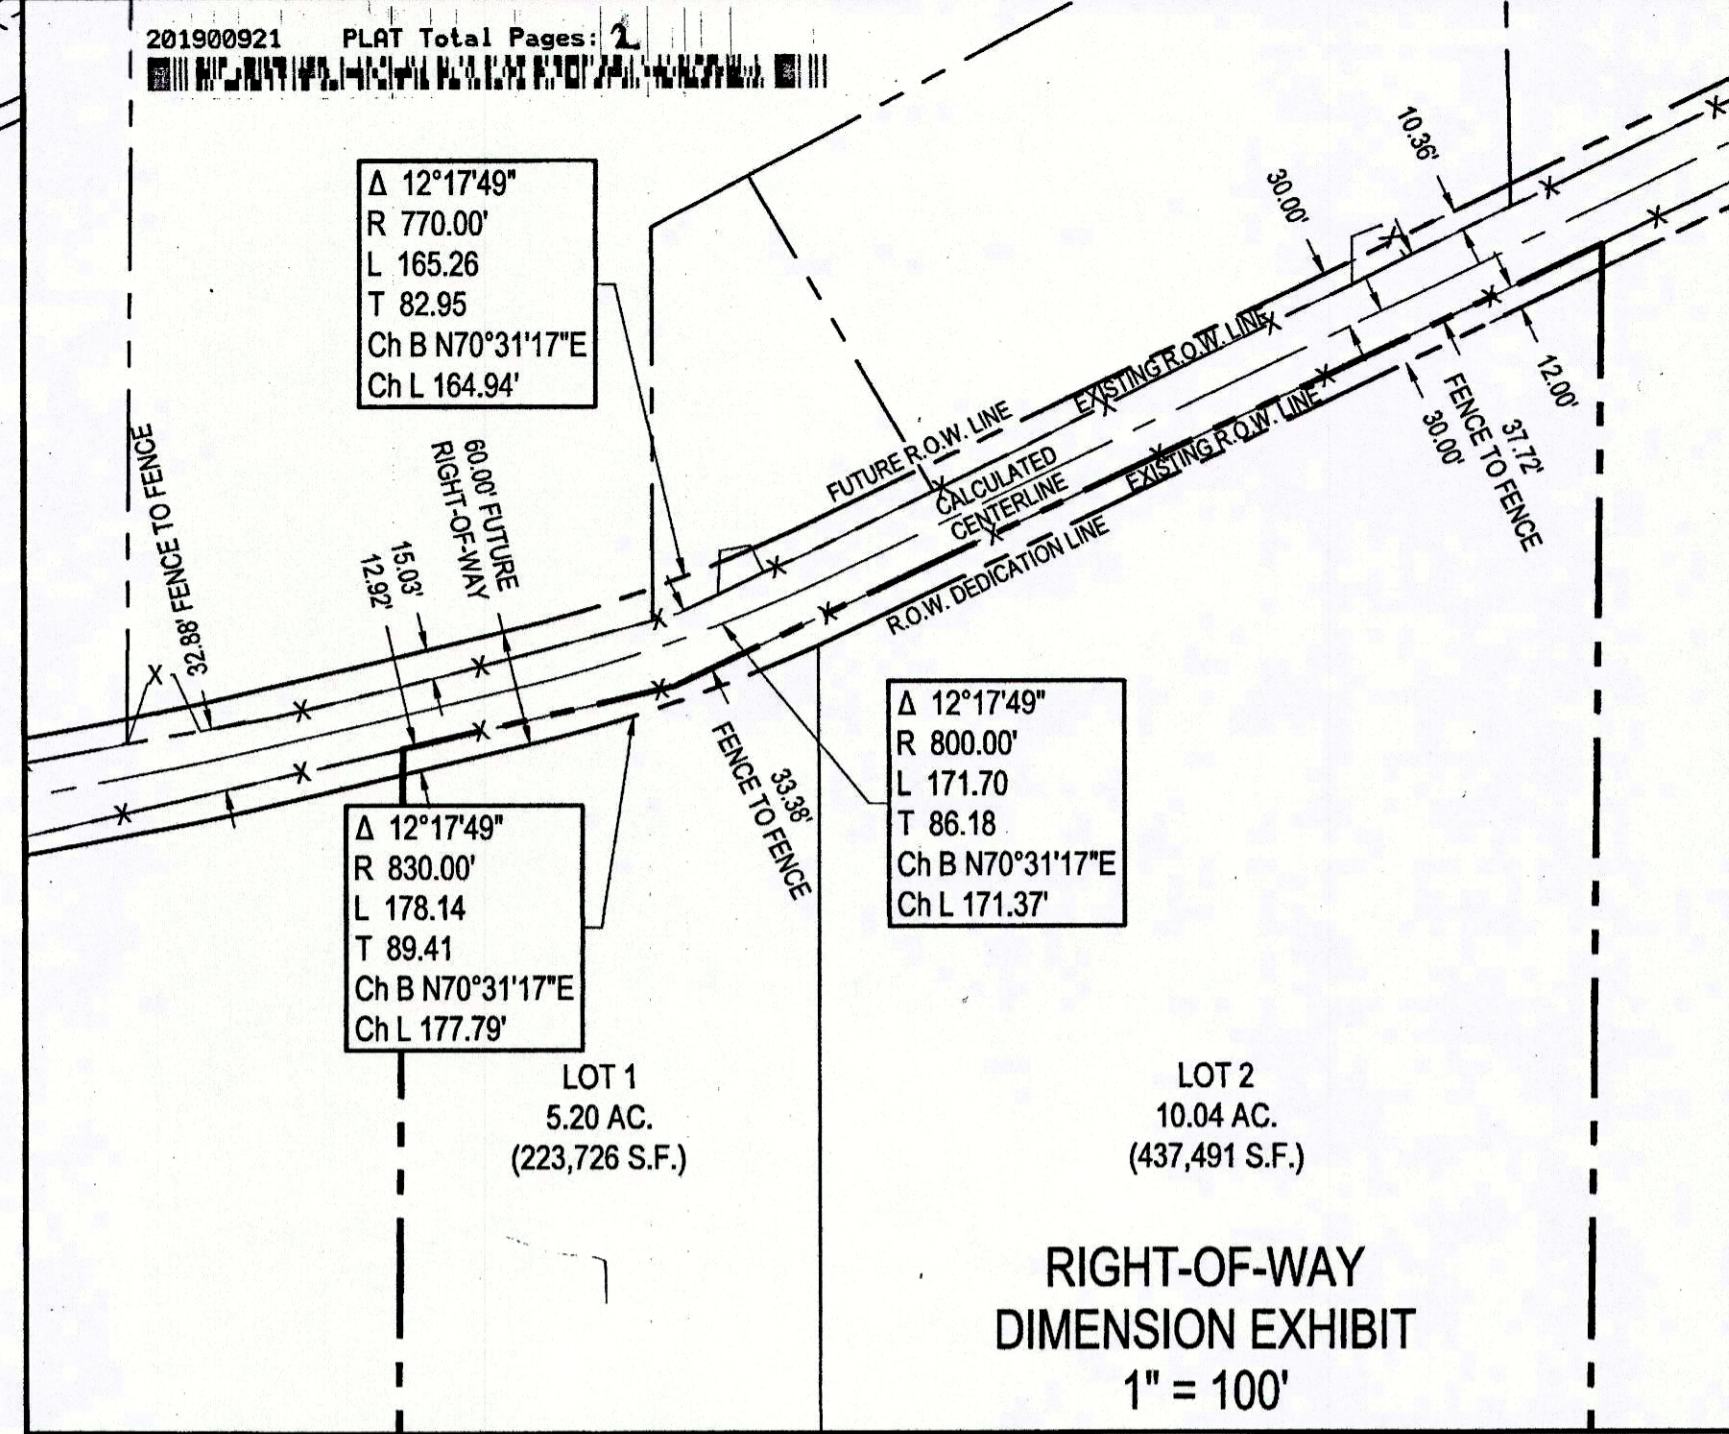 201900921 PLAT Total Pages: 2
Δ 12°17'49"
R 770.00'
L 165.26
T 82.95
Ch B N70°31'17"E
Ch L 164.94'
10.36'
30.00'
EXISTING R.O.W. LINE
FUTURE R.O.W. LINE
CALCULATED
CENTERLINE
EXISTING R.O.W. LINE
R.O.W. DEDICATION LINE
12.00'
37.72'
FENCE TO FENCE
30.00'
32.88' FENCE TO FENCE
60.00' FUTURE
RIGHT-OF-WAY
15.03'
12.92'
33.38'
FENCE TO FENCE
Δ 12°17'49"
R 800.00'
L 171.70
T 86.18
Ch B N70°31'17"E
Ch L 171.37'
Δ 12°17'49"
R 830.00'
L 178.14
T 89.41
Ch B N70°31'17"E
Ch L 177.79'
LOT 1
5.20 AC.
(223,726 S.F.)
LOT 2
10.04 AC.
(437,491 S.F.)
RIGHT-OF-WAY
DIMENSION EXHIBIT
1" = 100'